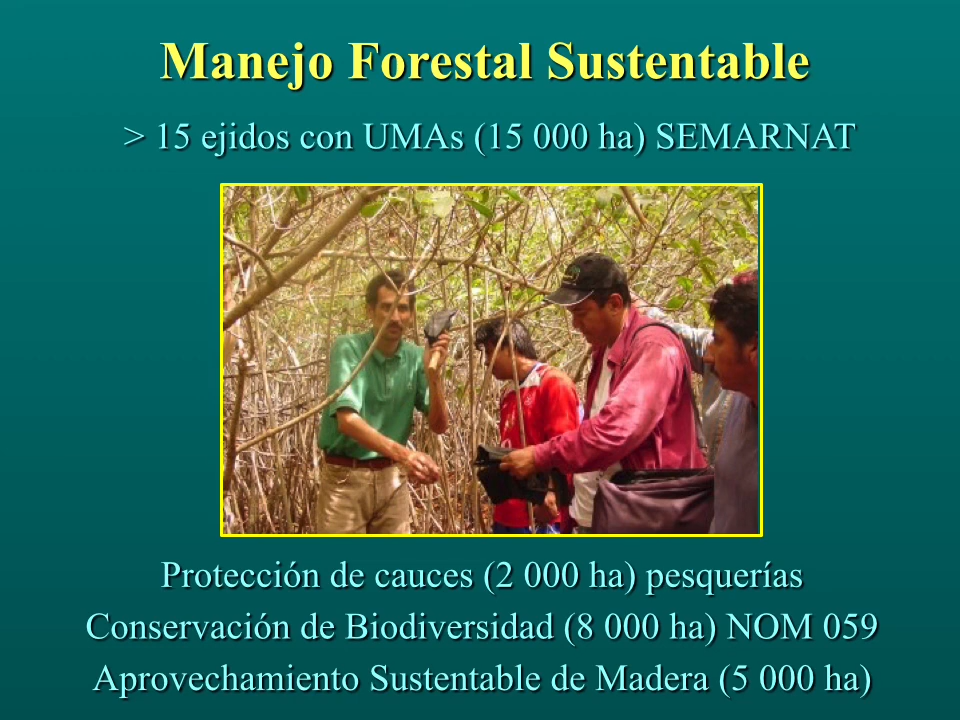 Manejo Forestal Sustentable
> 15 ejidos con UMAs (15 000 ha) SEMARNAT
Protección de cauces (2 000 ha) pesquerías
Conservación de Biodiversidad (8 000 ha) NOM 059
Aprovechamiento Sustentable de Madera (5 000 ha)